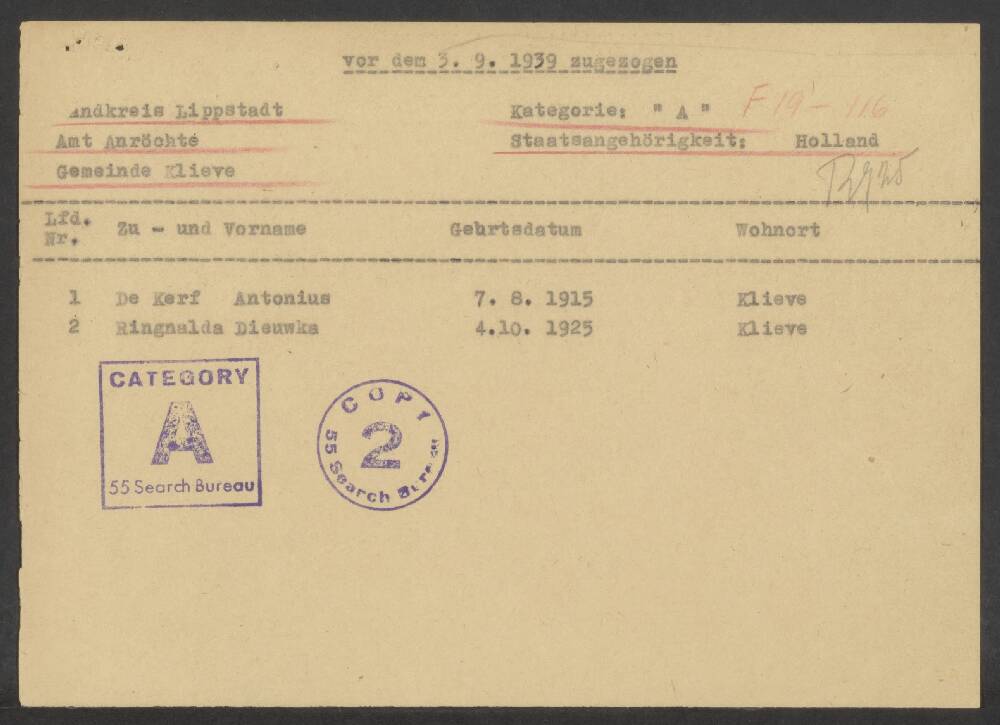 vor dem 3. 9. 1939 zugezogen
andkreis Lippstadt Kategorie: " A " F 19 - 116
Amt Anröchte Staatsangehörigkeit: Holland
Gemeinde Klieve
Lfd. Nr. Zu - und Vorname Geburtsdatum Wohnort
1 De Kerf Antonius 7. 8. 1915 Klieve
2 Ringnalda Dieuwka 4.10. 1925 Klieve
CATEGORY
A
55 Search Bureau
COPY
2
55 Search Bureau